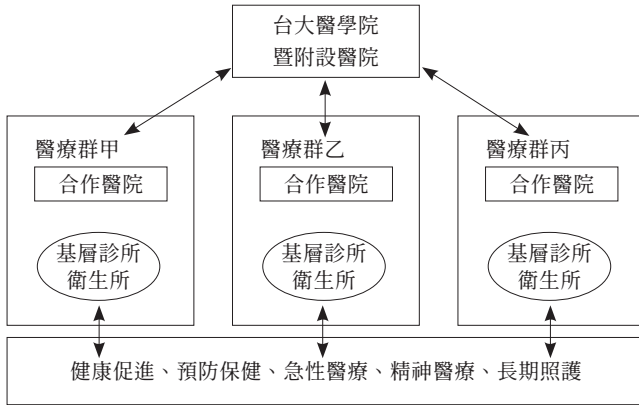 台大醫學院
暨附設醫院
醫療群甲
合作醫院
基層診所
衛生所
醫療群乙
合作醫院
基層診所
衛生所
醫療群丙
合作醫院
基層診所
衛生所
健康促進、預防保健、急性醫療、精神醫療、長期照護